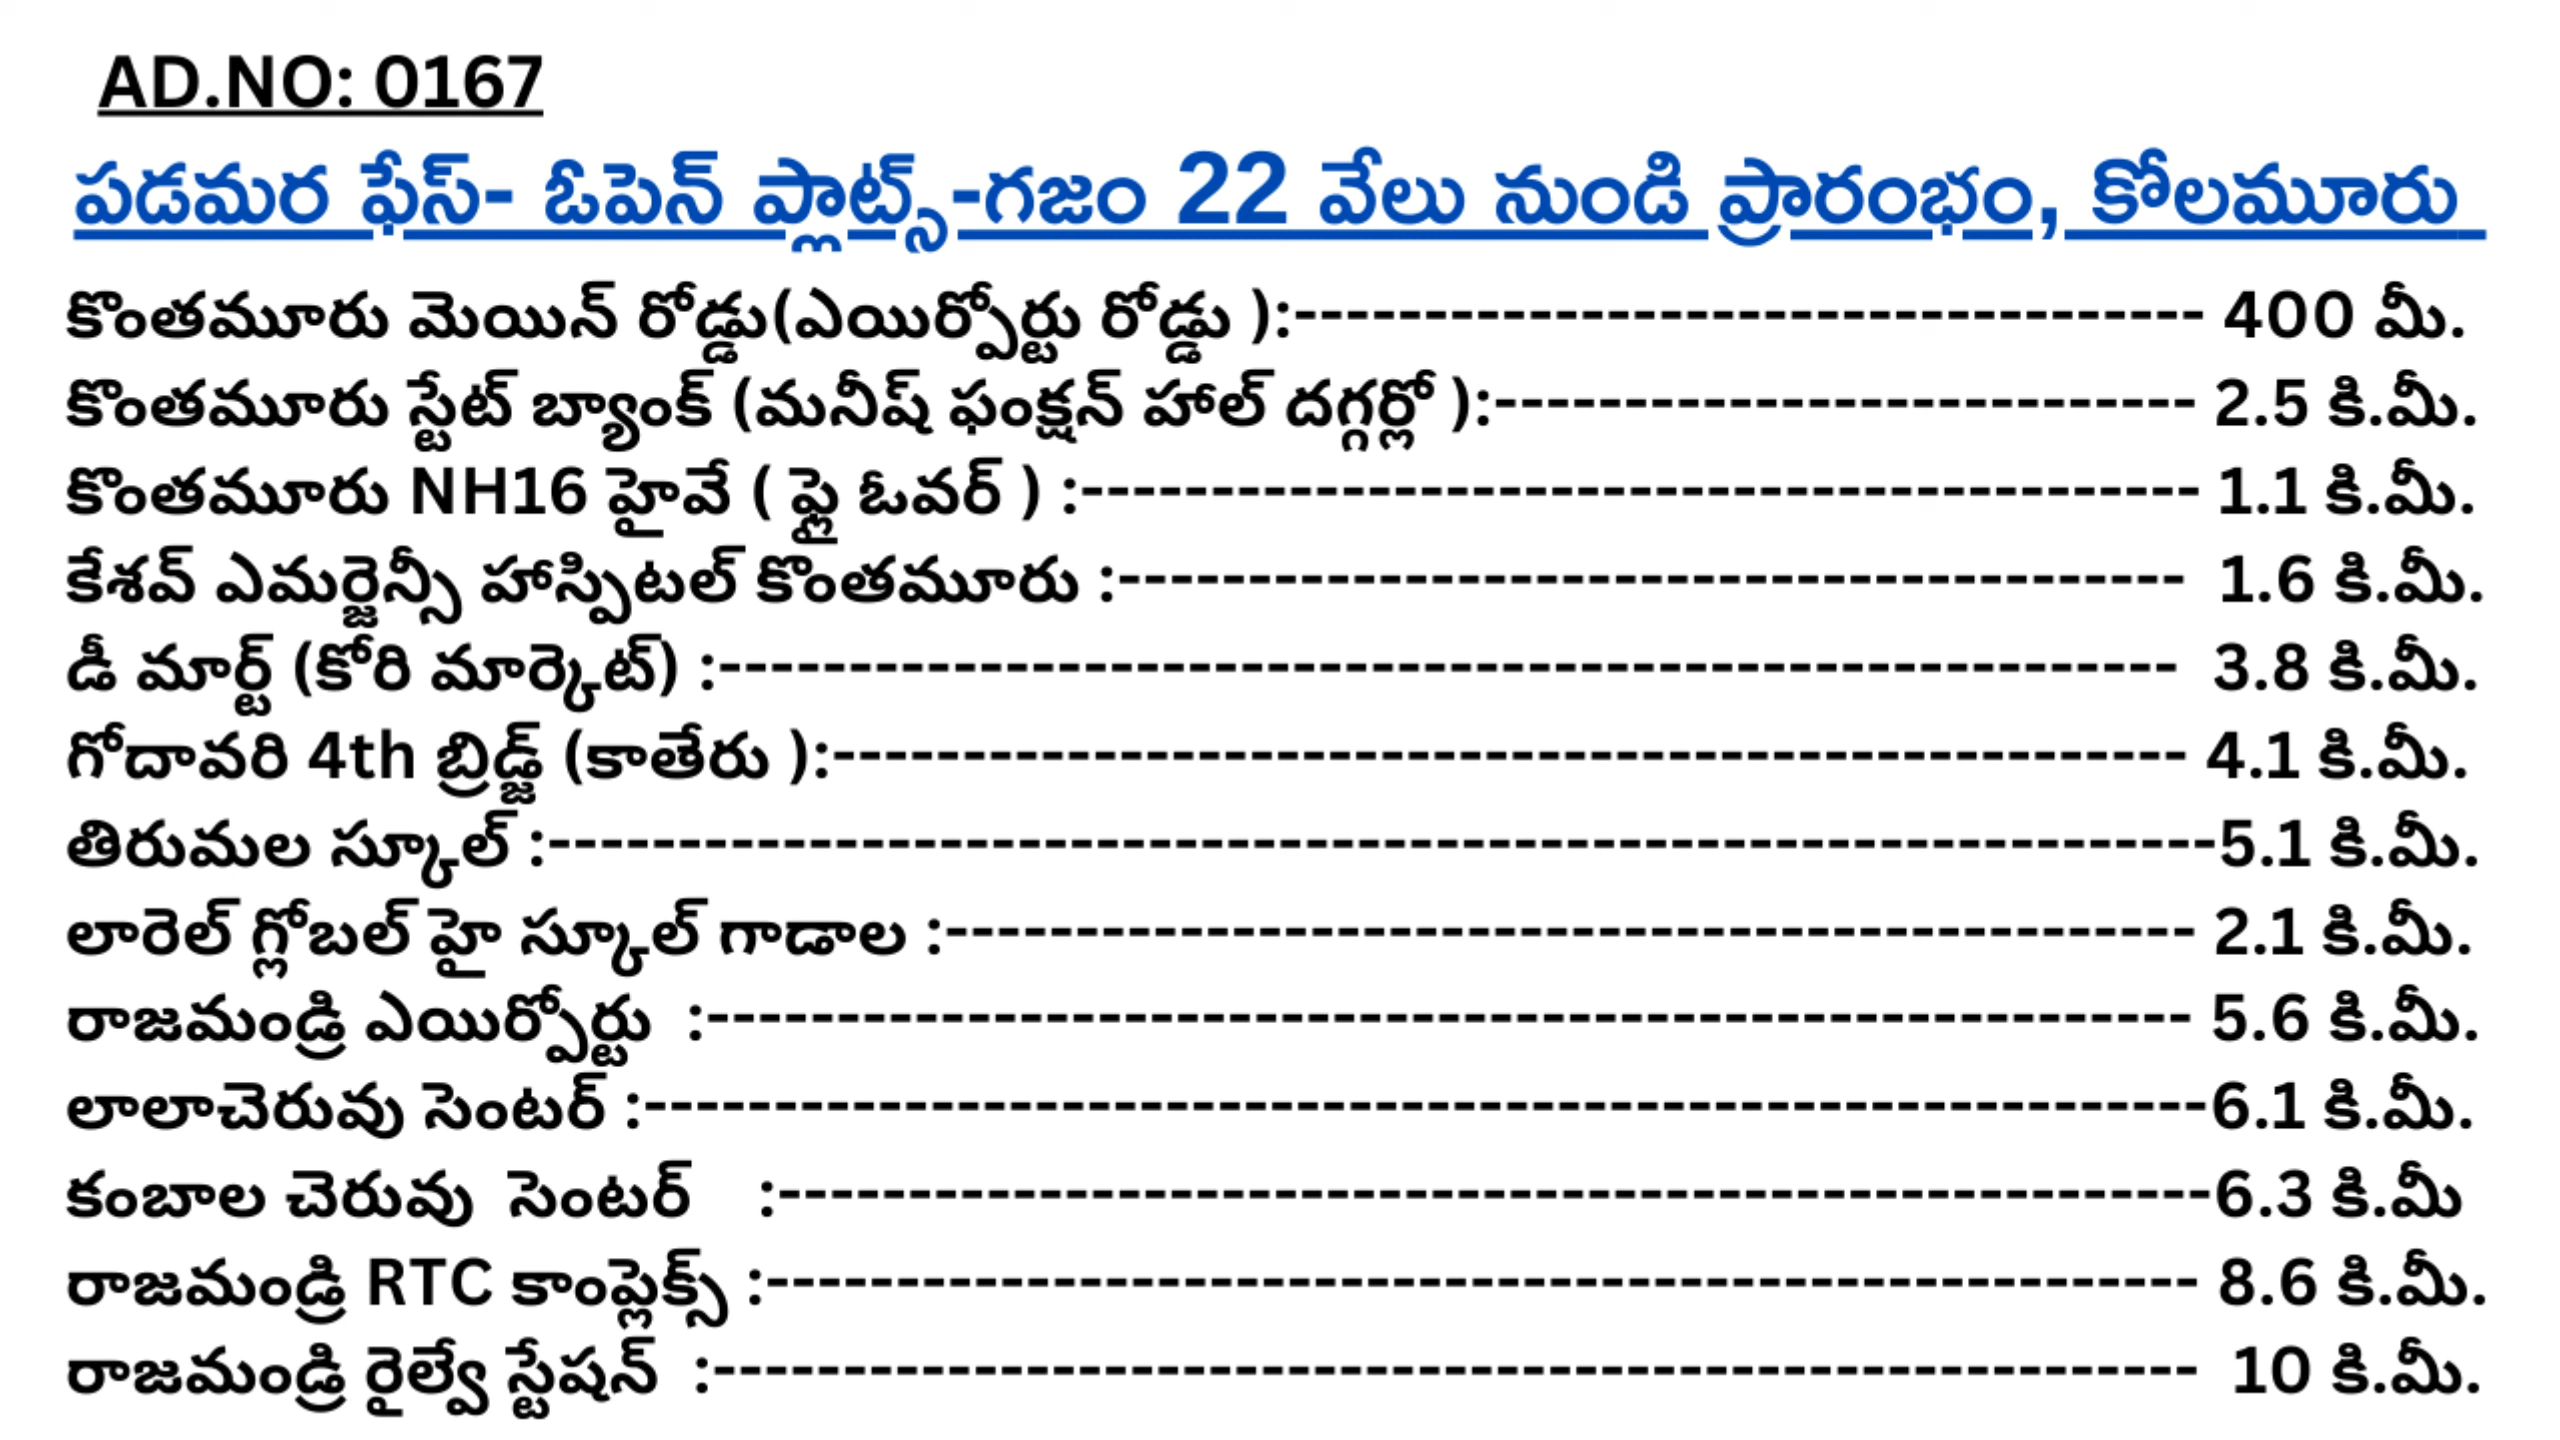 AD.NO: 0167
పడమర ఫేస్- ఓపెన్ ప్లాట్స్-గజం 22 వేలు నుండి ప్రారంభం, కోలమూరు
కొంతమూరు మెయిన్ రోడ్డు(ఎయిర్పోర్టు రోడ్డు ):----------------------------------- 400 మీ.
కొంతమూరు స్టేట్ బ్యాంక్ (మనీష్ ఫంక్షన్ హాల్ దగ్గర్లో ):--------------------------- 2.5 కి.మీ.
కొంతమూరు NH16 హైవే ( ఫ్లై ఓవర్ ) :------------------------------------------- 1.1 కి.మీ.
కేశవ్ ఎమర్జెన్సీ హాస్పిటల్ కొంతమూరు :----------------------------------------- 1.6 కి.మీ.
డీ మార్ట్ (కోరి మార్కెట్) :-------------------------------------------------------- 3.8 కి.మీ.
గోదావరి 4th బ్రిడ్జ్ (కాతేరు ):---------------------------------------------------- 4.1 కి.మీ.
తిరుమల స్కూల్ :----------------------------------------------------------------5.1 కి.మీ.
లారెల్ గ్లోబల్ హై స్కూల్ గాడాల :------------------------------------------------ 2.1 కి.మీ.
రాజమండ్రి ఎయిర్పోర్టు :--------------------------------------------------------- 5.6 కి.మీ.
లాలాచెరువు సెంటర్ :------------------------------------------------------------6.1 కి.మీ.
కంబాల చెరువు సెంటర్ :-------------------------------------------------------6.3 కి.మీ
రాజమండ్రి RTC కాంప్లెక్స్ :------------------------------------------------------- 8.6 కి.మీ.
రాజమండ్రి రైల్వే స్టేషన్ :--------------------------------------------------------- 10 కి.మీ.